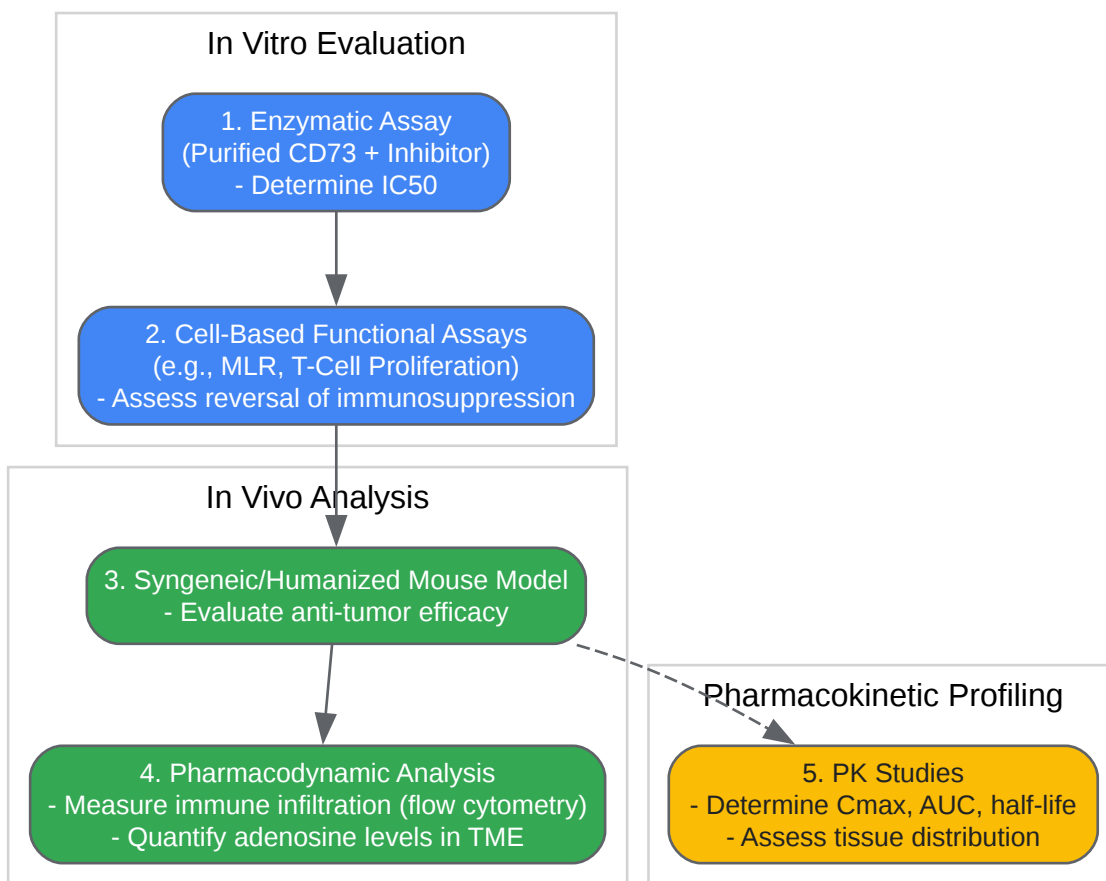 In Vitro Evaluation
1. Enzymatic Assay
(Purified CD73 + Inhibitor)
- Determine IC50
2. Cell-Based Functional Assays
(e.g., MLR, T-Cell Proliferation)
- Assess reversal of immunosuppression
In Vivo Analysis
3. Syngeneic/Humanized Mouse Model
- Evaluate anti-tumor efficacy
4. Pharmacodynamic Analysis
- Measure immune infiltration (flow cytometry)
- Quantify adenosine levels in TME
Pharmacokinetic Profiling
5. PK Studies
- Determine Cmax, AUC, half-life
- Assess tissue distribution